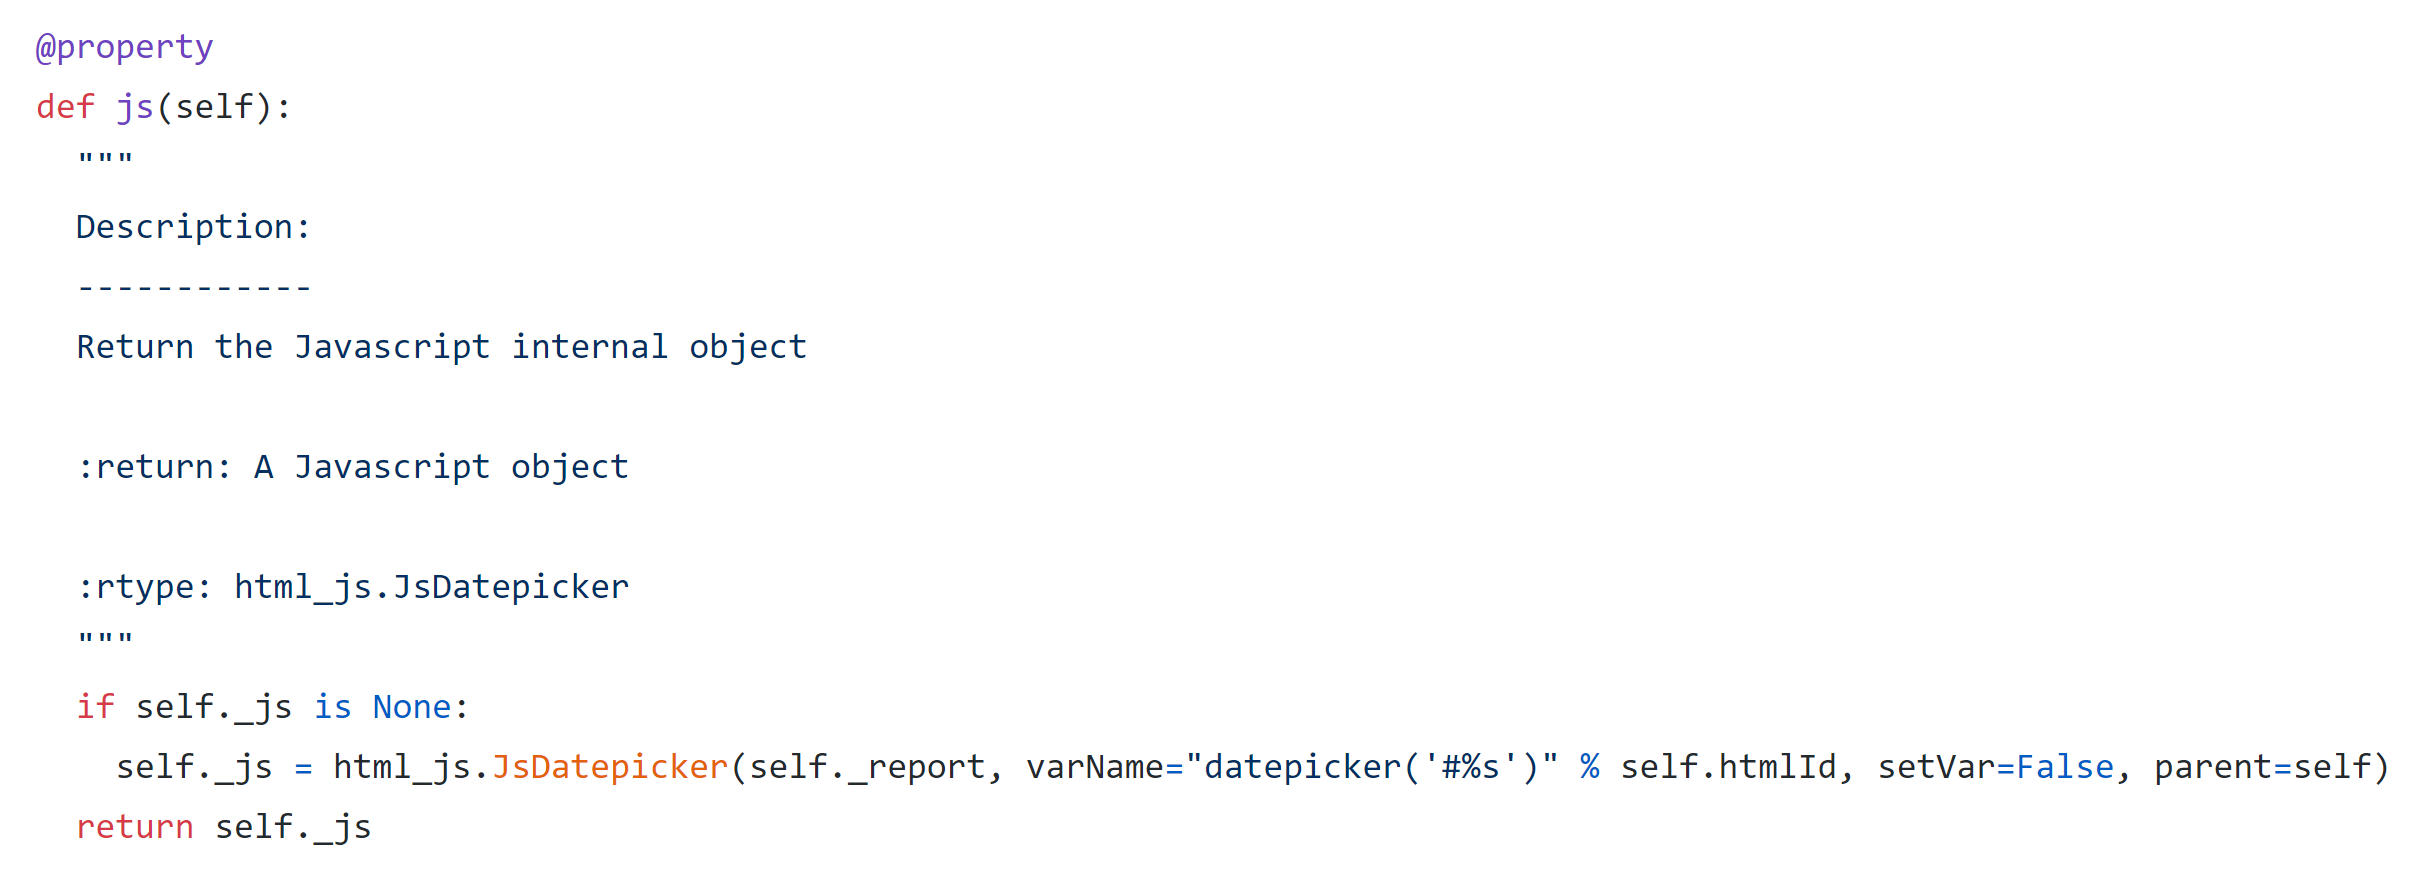 @property
def js(self):
  """
  Description:
  ------------
  Return the Javascript internal object

  :return: A Javascript object

  :rtype: html_js.JsDatepicker
  """
  if self._js is None:
    self._js = html_js.JsDatepicker(self._report, varName="datepicker('#%s')" % self.htmlId, setVar=False, parent=self)
  return self._js